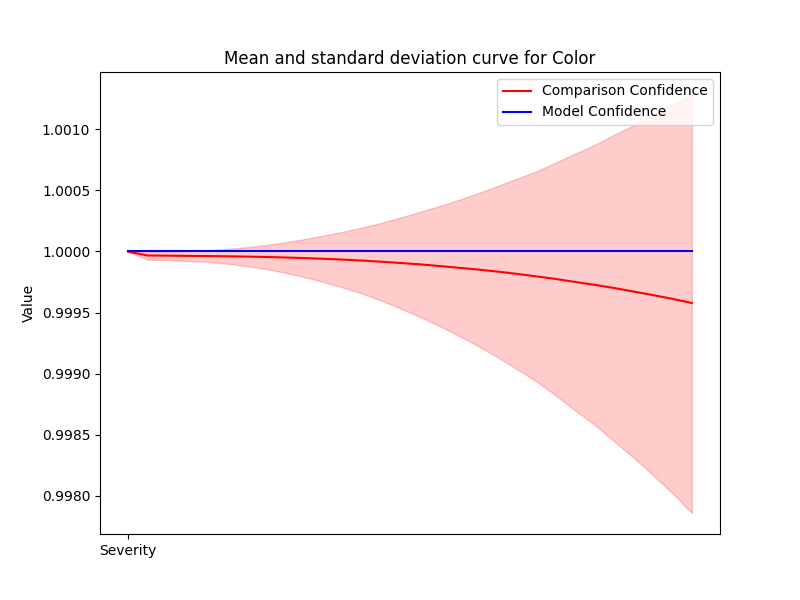 Mean and standard deviation curve for Color
Comparison Confidence
Model Confidence
1.0010
1.0005
1.0000
0.9995
0.9990
0.9985
0.9980
Value
Severity